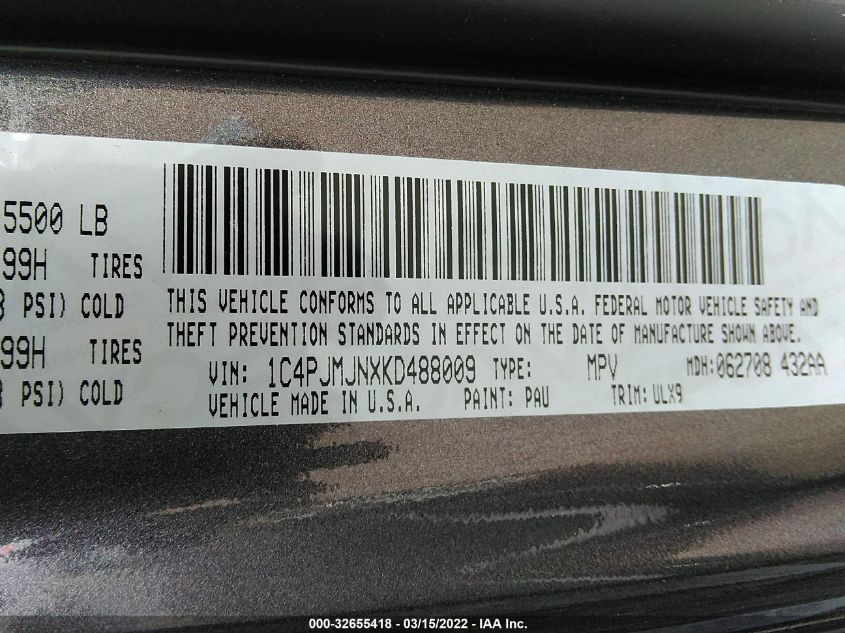 5500 LB
99H TIRES
PSI) COLD
99H TIRES
PSI) COLD
THIS VEHICLE CONFORMS TO ALL APPLICABLE U.S.A. FEDERAL MOTOR VEHICLE SAFETY AND
THEFT PREVENTION STANDARDS IN EFFECT ON THE DATE OF MANUFACTURE SHOWN ABOVE.
VIN: 1C4PJMJNXKD488009 TYPE: MPV MDH: 062708 432AA
VEHICLE MADE IN U.S.A. PAINT: PAU TRIM: ULX9
000-32655418 - 03/15/2022 - IAA Inc.